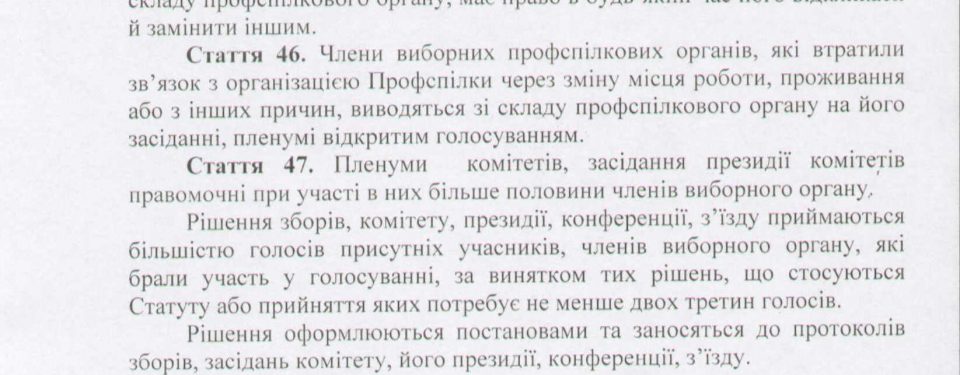 складу профспілкового органу, має право в будь-який час його відкликати
й замінити іншим.
Стаття 46. Члени виборних профспілкових органів, які втратили
зв’язок з організацією Профспілки через зміну місця роботи, проживання
або з інших причин, виводяться зі складу профспілкового органу на його
засіданні, пленумі відкритим голосуванням.
Стаття 47. Пленуми комітетів, засідання президії комітетів
правомочні при участі в них більше половини членів виборного органу.
Рішення зборів, комітету, президії, конференції, з’їзду приймаються
більшістю голосів присутніх учасників, членів виборного органу, які
брали участь у голосуванні, за винятком тих рішень, що стосуються
Статуту або прийняття яких потребує не менше двох третин голосів.
Рішення оформлюються постановами та заносяться до протоколів
зборів, засідань комітету, його президії, конференції, з’їзду.